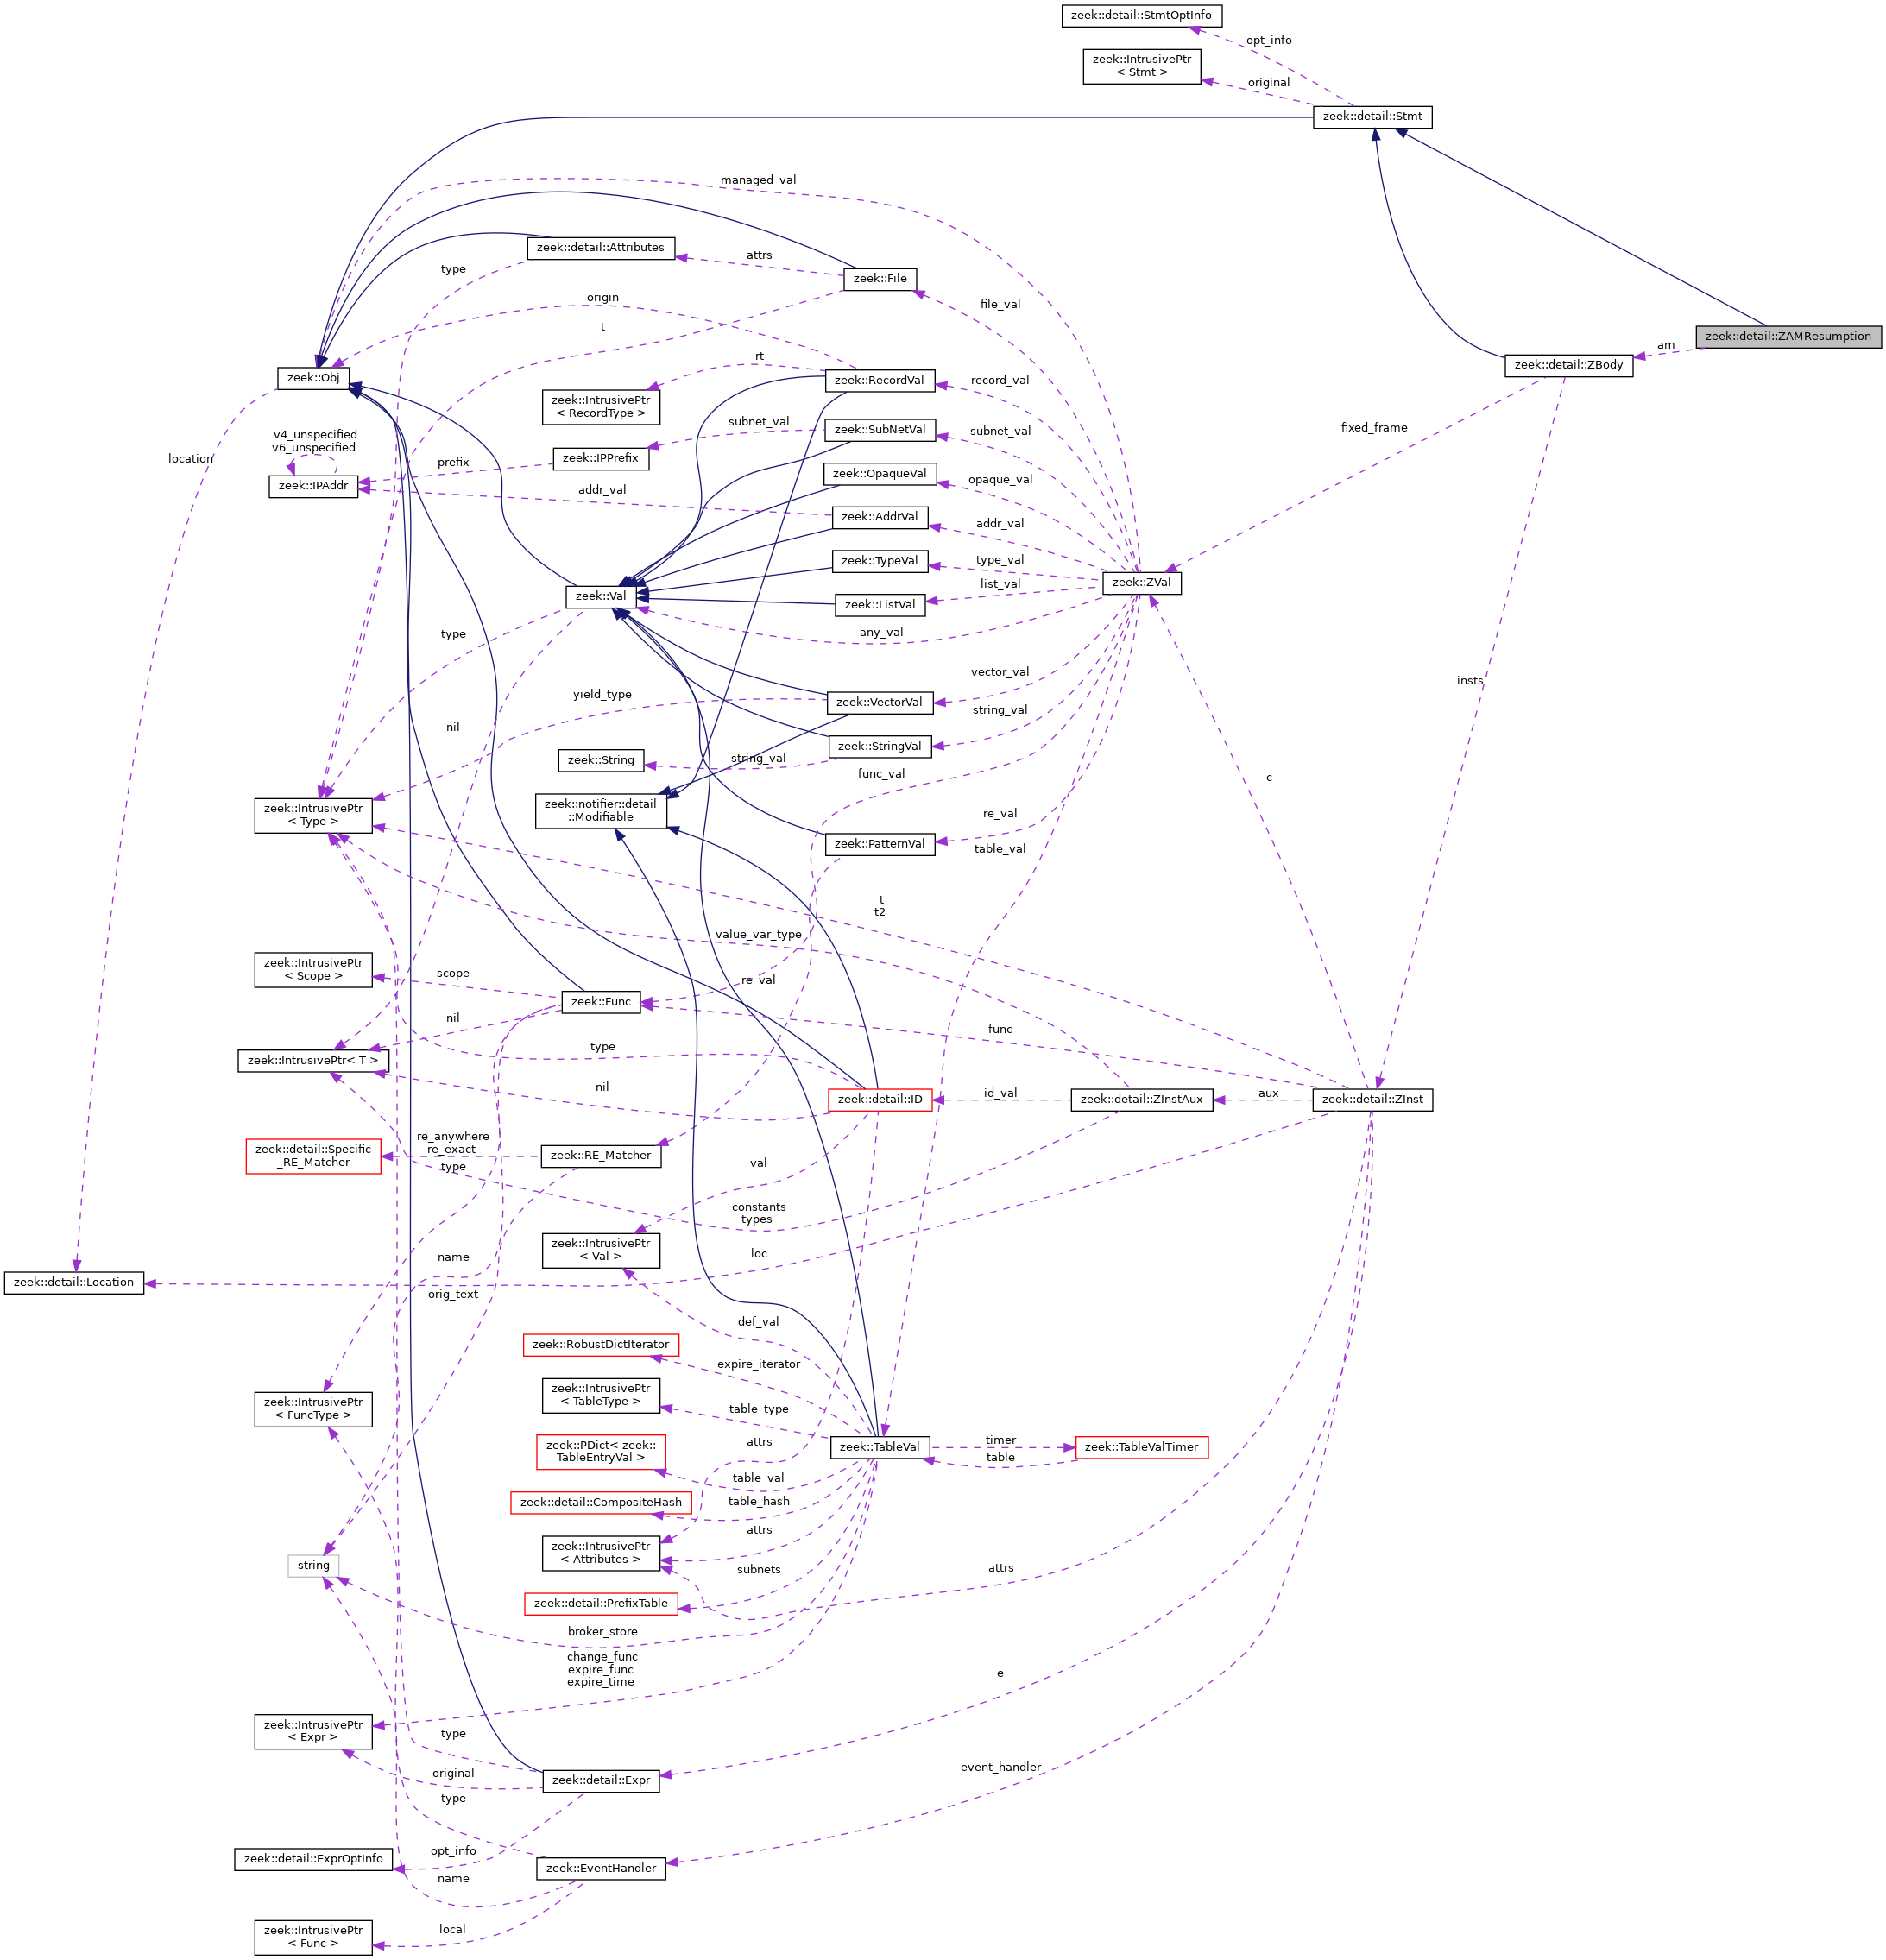 zeek::detail::StmtOptInfo
opt_info
zeek::IntrusivePtr
< Stmt >
original
zeek::detail::Stmt
managed_val
zeek::detail::Attributes
attrs
type
zeek::File
origin
file_val
t
zeek::detail::ZAMResumption
am
rt
zeek::detail::ZBody
zeek::Obj
zeek::RecordVal
record_val
zeek::IntrusivePtr
< RecordType >
subnet_val
zeek::SubNetVal
subnet_val
fixed_frame
v4_unspecified
v6_unspecified
location
prefix
zeek::IPPrefix
zeek::OpaqueVal
opaque_val
zeek::IPAddr
addr_val
zeek::AddrVal
addr_val
zeek::TypeVal
type_val
zeek::ZVal
list_val
zeek::Val
zeek::ListVal
type
any_val
vector_val
insts
yield_type
zeek::VectorVal
string_val
nil
zeek::StringVal
zeek::String
string_val
func_val
c
zeek::IntrusivePtr
< Type >
zeek::notifier::detail
::Modifiable
re_val
zeek::PatternVal
table_val
t
t2
value_var_type
zeek::IntrusivePtr
< Scope >
scope
re_val
zeek::Func
nil
func
type
zeek::IntrusivePtr< T >
nil
zeek::detail::ID
id_val
zeek::detail::ZInstAux
aux
zeek::detail::ZInst
re_anywhere
re_exact
zeek::detail::Specific
_RE_Matcher
zeek::RE_Matcher
type
val
constants
types
zeek::IntrusivePtr
< Val >
name
loc
zeek::detail::Location
orig_text
def_val
zeek::RobustDictIterator
expire_iterator
zeek::IntrusivePtr
< TableType >
table_type
zeek::IntrusivePtr
< FuncType >
attrs
zeek::PDict< zeek::
TableEntryVal >
zeek::TableVal
timer
table
zeek::TableValTimer
table_val
zeek::detail::CompositeHash
table_hash
attrs
zeek::IntrusivePtr
< Attributes >
string
subnets
attrs
zeek::detail::PrefixTable
broker_store
change_func
expire_func
expire_time
e
zeek::IntrusivePtr
< Expr >
type
original
zeek::detail::Expr
event_handler
type
opt_info
zeek::detail::ExprOptInfo
zeek::EventHandler
name
local
zeek::IntrusivePtr
< Func >